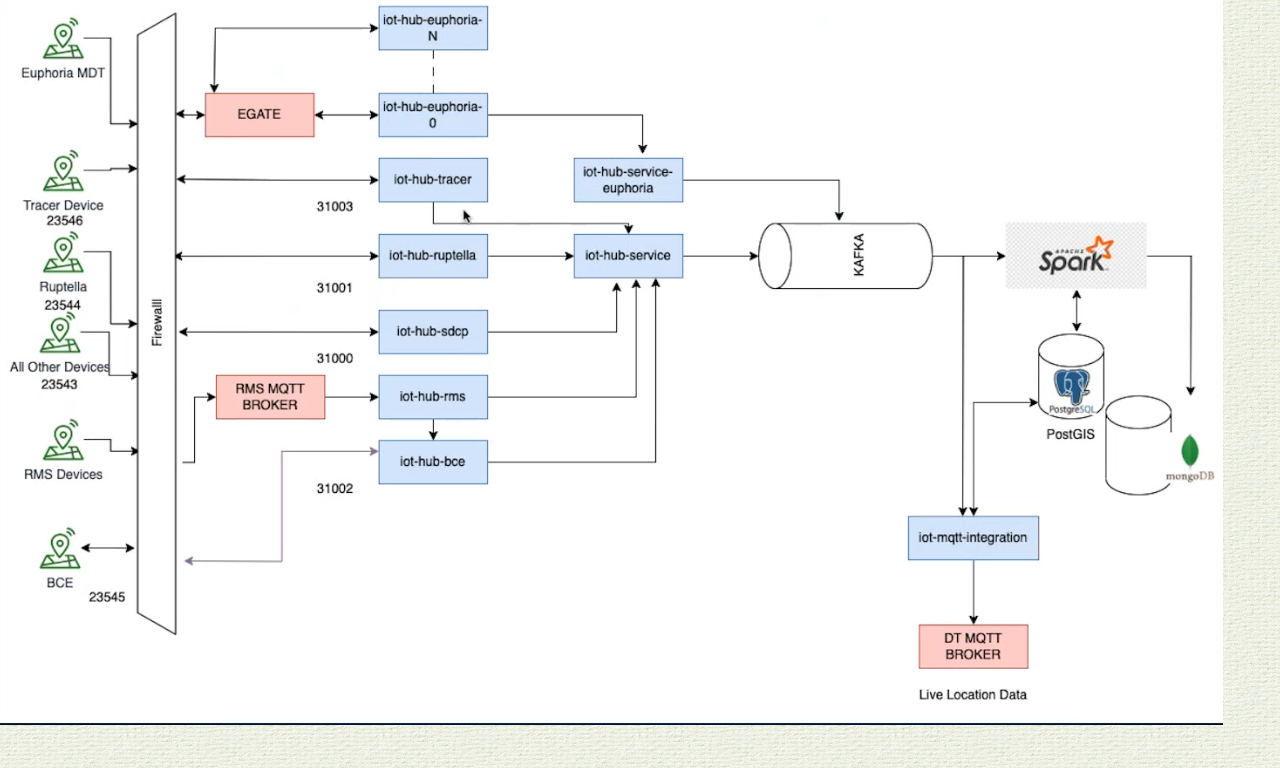 Euphoria MDT
Tracer Device
23546
Ruptella
23544
All Other Devices
23543
RMS Devices
BCE
23545
Firewalll
EGATE
RMS MQTT
BROKER
iot-hub-euphoria-
N
iot-hub-euphoria-
0
iot-hub-tracer
31003
iot-hub-ruptella
31001
iot-hub-sdcp
31000
iot-hub-rms
iot-hub-bce
31002
iot-hub-service-
euphoria
iot-hub-service
KAFKA
APACHE
Spark
PostgreSQL
PostGIS
mongoDB
iot-mqtt-integration
DT MQTT
BROKER
Live Location Data